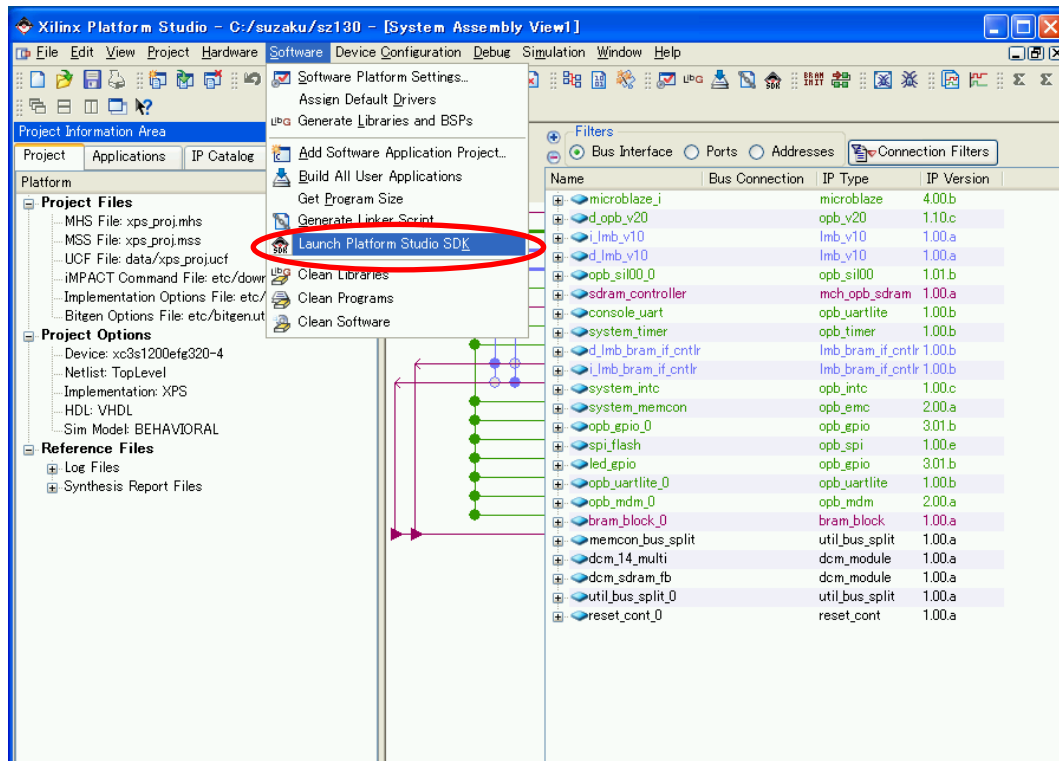 Xilinx Platform Studio - C:/suzaku/sz130 - [System Assembly View1]
File Edit View Project Hardware Software Device Configuration Debug Simulation Window Help
Software Platform Settings...
Assign Default Drivers
Generate Libraries and BSPs
Add Software Application Project...
Build All User Applications
Get Program Size
Generate Linker Script
Launch Platform Studio SDK
Clean Libraries
Clean Programs
Clean Software
Project Information Area
Project Applications IP Catalog
Platform
Project Files
MHS File: xps_proj.mhs
MSS File: xps_proj.mss
UCF File: data/xps_proj.ucf
iMPACT Command File: etc/down
Implementation Options File: etc/
Bitgen Options File: etc/bitgen.ut
Project Options
Device: xc3s1200efg320-4
Netlist: TopLevel
Implementation: XPS
HDL: VHDL
Sim Model: BEHAVIORAL
Reference Files
Log Files
Synthesis Report Files
Filters
Bus Interface Ports Addresses Connection Filters
Name Bus Connection IP Type IP Version
microblaze_i microblaze 4.00.b
d_opb_v20 opb_v20 1.10.c
i_lmb_v10 lmb_v10 1.00.a
d_lmb_v10 lmb_v10 1.00.a
opb_sil00_0 opb_sil00 1.01.b
sdram_controller mch_opb_sdram 1.00.a
console_uart opb_uartlite 1.00.b
system_timer opb_timer 1.00.b
d_lmb_bram_if_cntlr lmb_bram_if_cntlr 1.00.b
i_lmb_bram_if_cntlr lmb_bram_if_cntlr 1.00.b
system_intc opb_intc 1.00.c
system_memcon opb_emc 2.00.a
opb_gpio_0 opb_gpio 3.01.b
spi_flash opb_spi 1.00.e
led_gpio opb_gpio 3.01.b
opb_uartlite_0 opb_uartlite 1.00.b
opb_mdm_0 opb_mdm 2.00.a
bram_block_0 bram_block 1.00.a
memcon_bus_split util_bus_split 1.00.a
dcm_14_multi dcm_module 1.00.a
dcm_sdram_fb dcm_module 1.00.a
util_bus_split_0 util_bus_split 1.00.a
reset_cont_0 reset_cont 1.00.a